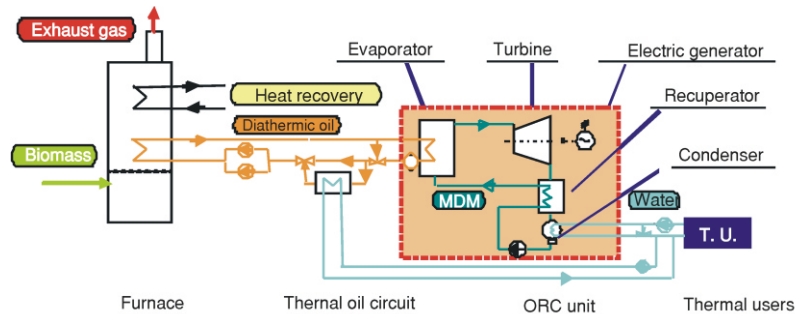 Exhaust gas
Evaporator
Turbine
Electric generator
Heat recovery
Recuperator
Diathermic oil
Biomass
Condenser
MDM
Water
T. U.
Furnace
Thernal oil circuit
ORC unit
Thermal users